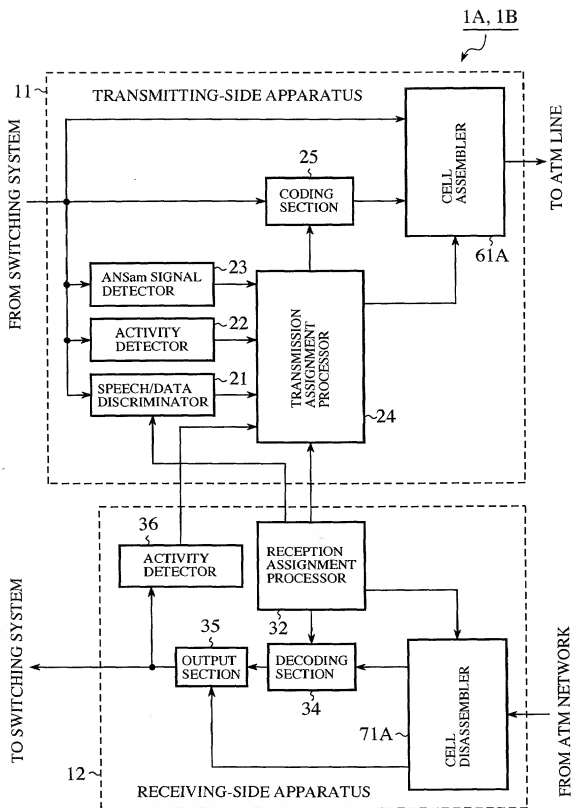 1A, 1B
11
TRANSMITTING-SIDE APPARATUS
FROM SWITCHING SYSTEM
TO ATM LINE
25
CODING
SECTION
CELL
ASSEMBLER
61A
23
ANSam SIGNAL
DETECTOR
22
ACTIVITY
DETECTOR
21
SPEECH/DATA
DISCRIMINATOR
TRANSMISSION
ASSIGNMENT
PROCESSOR
24
36
ACTIVITY
DETECTOR
RECEPTION
ASSIGNMENT
PROCESSOR
32
35
OUTPUT
SECTION
DECODING
SECTION
34
71A
CELL
DISASSEMBLER
TO SWITCHING SYSTEM
FROM ATM NETWORK
12
RECEIVING-SIDE APPARATUS